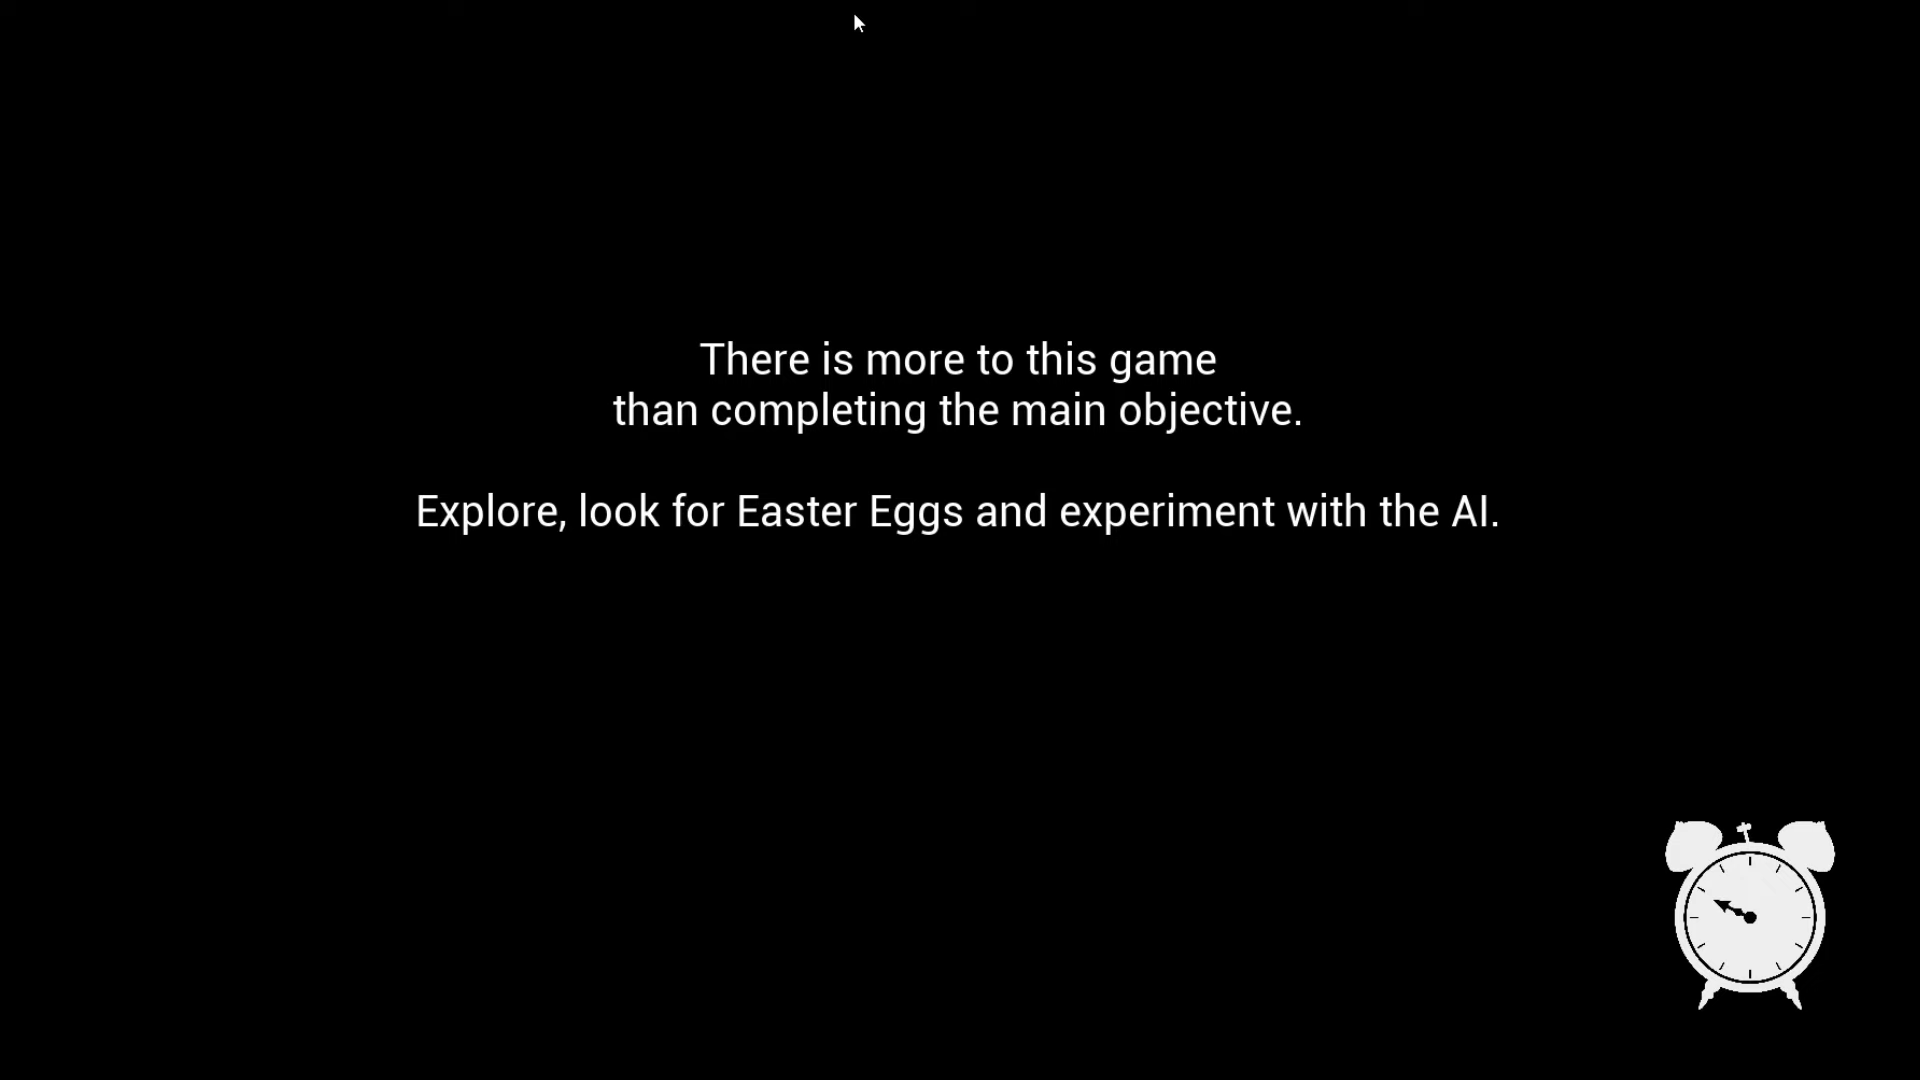 There is more to this game
than completing the main objective.
Explore, look for Easter Eggs and experiment with the AI.